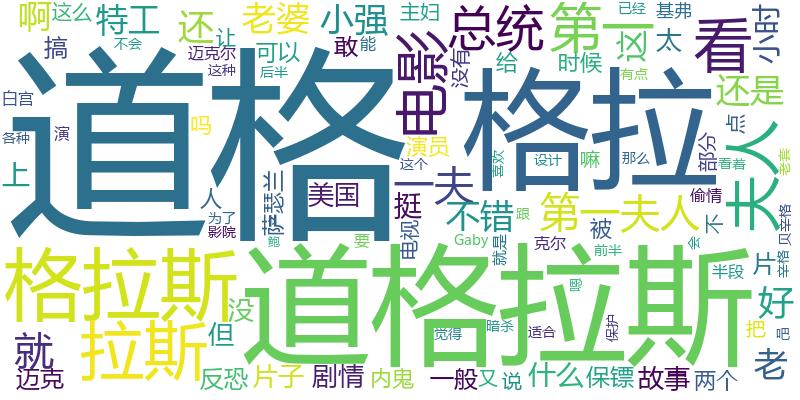 啊 这么 特工 还 老婆 小强 主妇 电影 总统 第一 这 看 小时 已经 不会
搞 迈克尔 让 可以 敢 能 没有 给 时候 太 基弗 有点
白宫 这种 后半 还是
道格 格拉
各种 演 吗 演员 这个 喜欢 设计 嘛 那么 部分 看着 点 夫人 老套
上 人 萨瑟兰 美国 一夫 挺 偷情
为了 影院 不错 第一夫人 被 不 贝辛格
鲍 要 电视 Gaby 跟 就是 克尔 前半 会 辛格
格拉斯 没 道格拉斯 半段 片 好
就 拉斯 但 觉得 暗杀 适合 保护 把 老
迈克 反恐 片子 剧情 内鬼 一般 又 说 什么 保镖 故事 两个